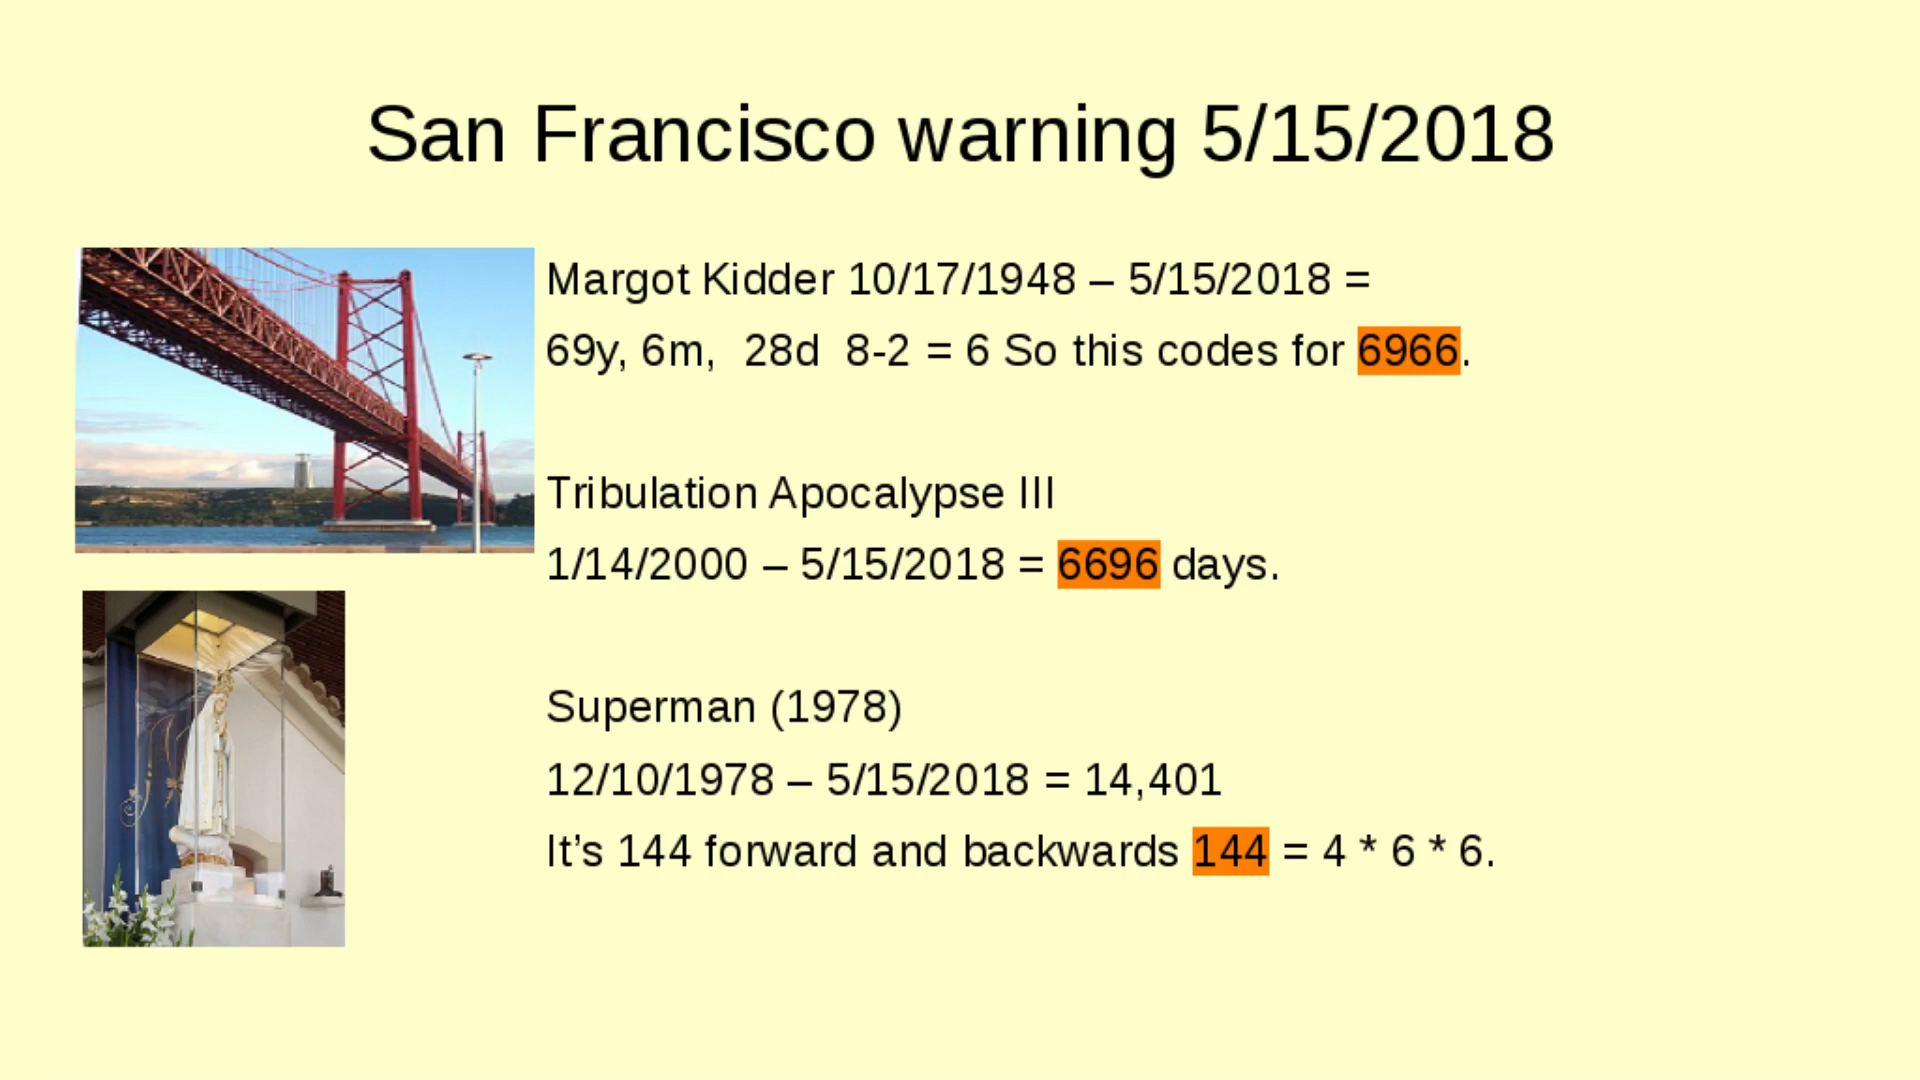 San Francisco warning 5/15/2018
Margot Kidder 10/17/1948 – 5/15/2018 =
69y, 6m, 28d 8-2 = 6 So this codes for 6966.
Tribulation Apocalypse III
1/14/2000 – 5/15/2018 = 6696 days.
Superman (1978)
12/10/1978 – 5/15/2018 = 14,401
It’s 144 forward and backwards 144 = 4 * 6 * 6.